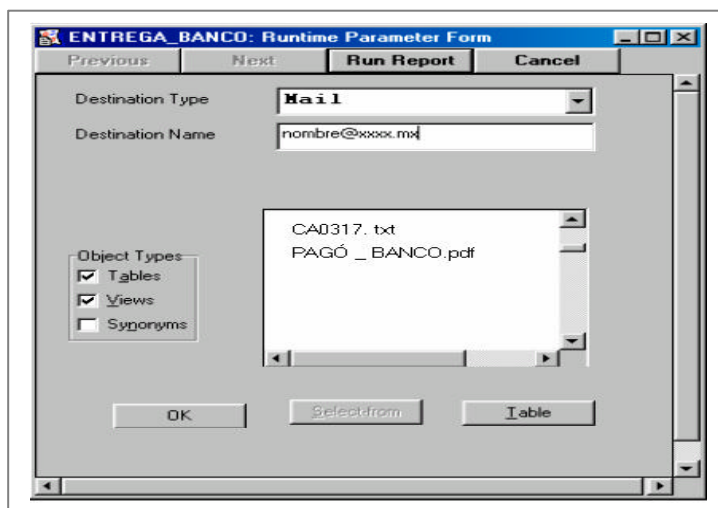 ENTREGA_BANCO: Runtime Parameter Form
Previous Next Run Report Cancel
Destination Type Mail
Destination Name nombre@xxxx.mx
CA0317. txt
PAGÓ _ BANCO.pdf
Object Types
Tables
Views
Synonyms
OK Select-from Table